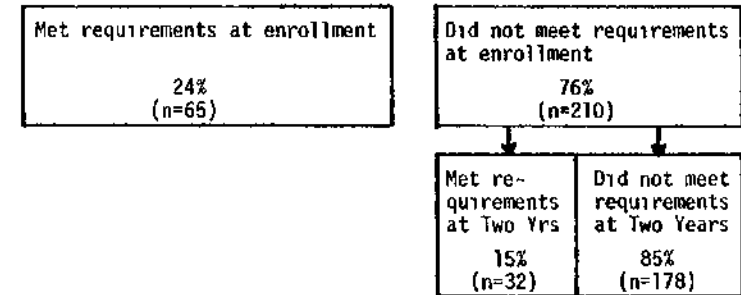 Met requirements at enrollment
24%
(n=65)
Did not meet requirements
at enrollment
76%
(n=210)
Met re-
quirements
at Two Yrs
15%
(n=32)
Did not meet
requirements
at Two Years
85%
(n=178)